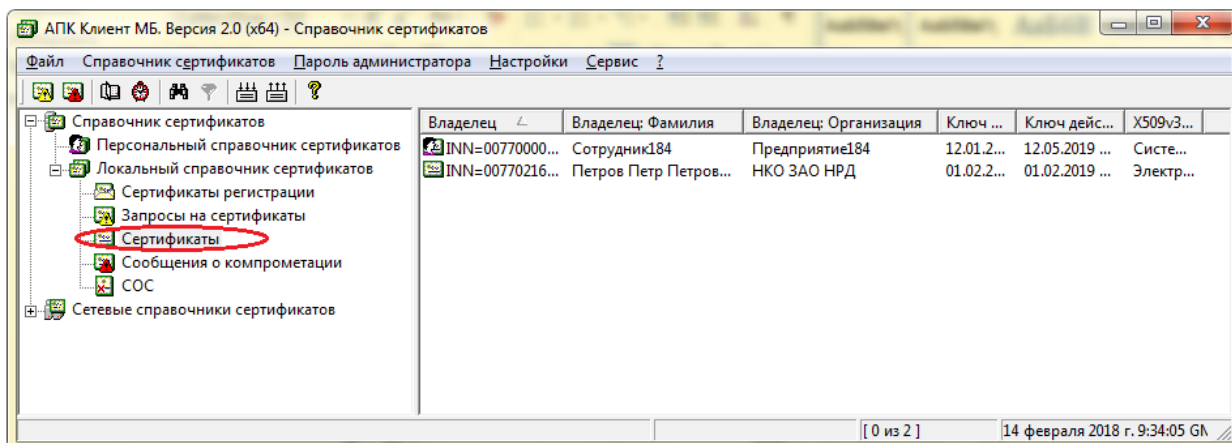 АПК Клиент МБ. Версия 2.0 (x64) - Справочник сертификатов
Файл Справочник сертификатов Пароль администратора Настройки Сервис ?
Справочник сертификатов
Персональный справочник сертификатов
Локальный справочник сертификатов
Сертификаты регистрации
Запросы на сертификаты
Сертификаты
Сообщения о компрометации
СОС
Сетевые справочники сертификатов
Владелец Владелец: Фамилия Владелец: Организация Ключ ... Ключ дейс... X509v3...
INN=00770000... Сотрудник184 Предприятие184 12.01.2... 12.05.2019 ... Систе...
INN=00770216... Петров Петр Петров... НКО ЗАО НРД 01.02.2... 01.02.2019 ... Электр...
[ 0 из 2 ] 14 февраля 2018 г. 9:34:05 GM